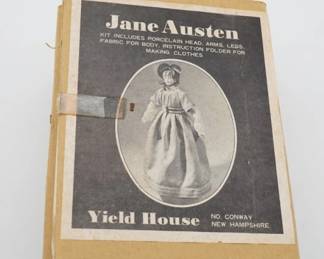 Jane Austen
KIT INCLUDES PORCELAIN HEAD, ARMS, LEGS,
FABRIC FOR BODY, INSTRUCTION FOLDER FOR
MAKING CLOTHES
Yield House
NO. CONWAY
NEW HAMPSHIRE